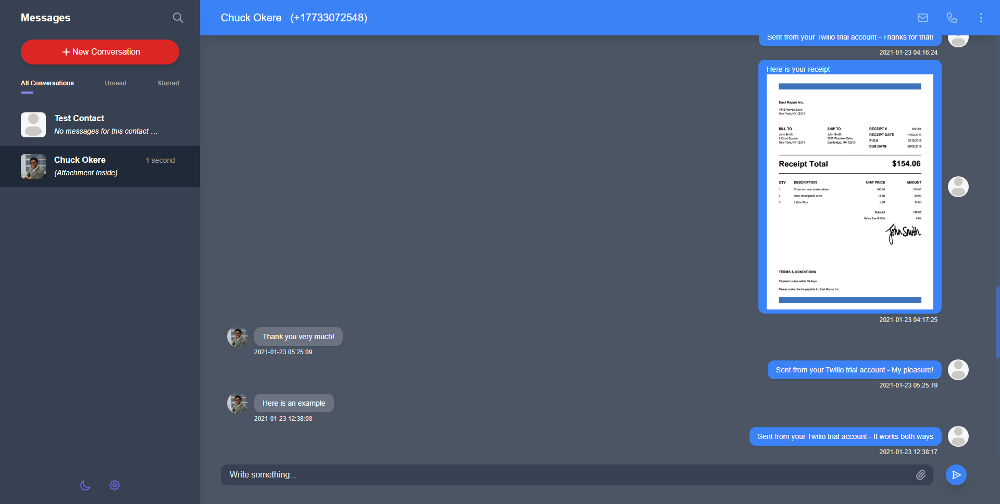 Messages
New Conversation
All Conversations Unread Starred
Test Contact
No messages for this contact …
Chuck Okere 1 second
(Attachment Inside)
Chuck Okere (+17733072548)
Sent from your Twilio trial account - Thanks for that!
2021-01-23 04:16:24
Here is your receipt
East Repair Inc.
1912 Harvest Lane
New York, NY 12210
BILL TO SHIP TO RECEIPT # US-001
John Smith John Smith RECEIPT DATE 11/02/2019
2 Court Square 3787 Pineview Drive P.O.# 2312/2019
New York, NY 12210 Cambridge, MA 12210 DUE DATE 26/02/2019
Receipt Total $154.06
QTY DESCRIPTION UNIT PRICE AMOUNT
1 Front and rear brake cables 100.00 100.00
2 New set of pedal arms 15.00 30.00
3 Labor 3hrs 5.00 15.00
Subtotal 145.00
Sales Tax 6.25% 9.06
John Smith
TERMS & CONDITIONS
Payment is due within 15 days
Please make checks payable to: East Repair Inc.
2021-01-23 04:17:25
Thank you very much!
2021-01-23 05:25:09
Sent from your Twilio trial account - My pleasure!
2021-01-23 05:25:19
Here is an example
2021-01-23 12:38:08
Sent from your Twilio trial account - It works both ways
2021-01-23 12:38:17
Write something...